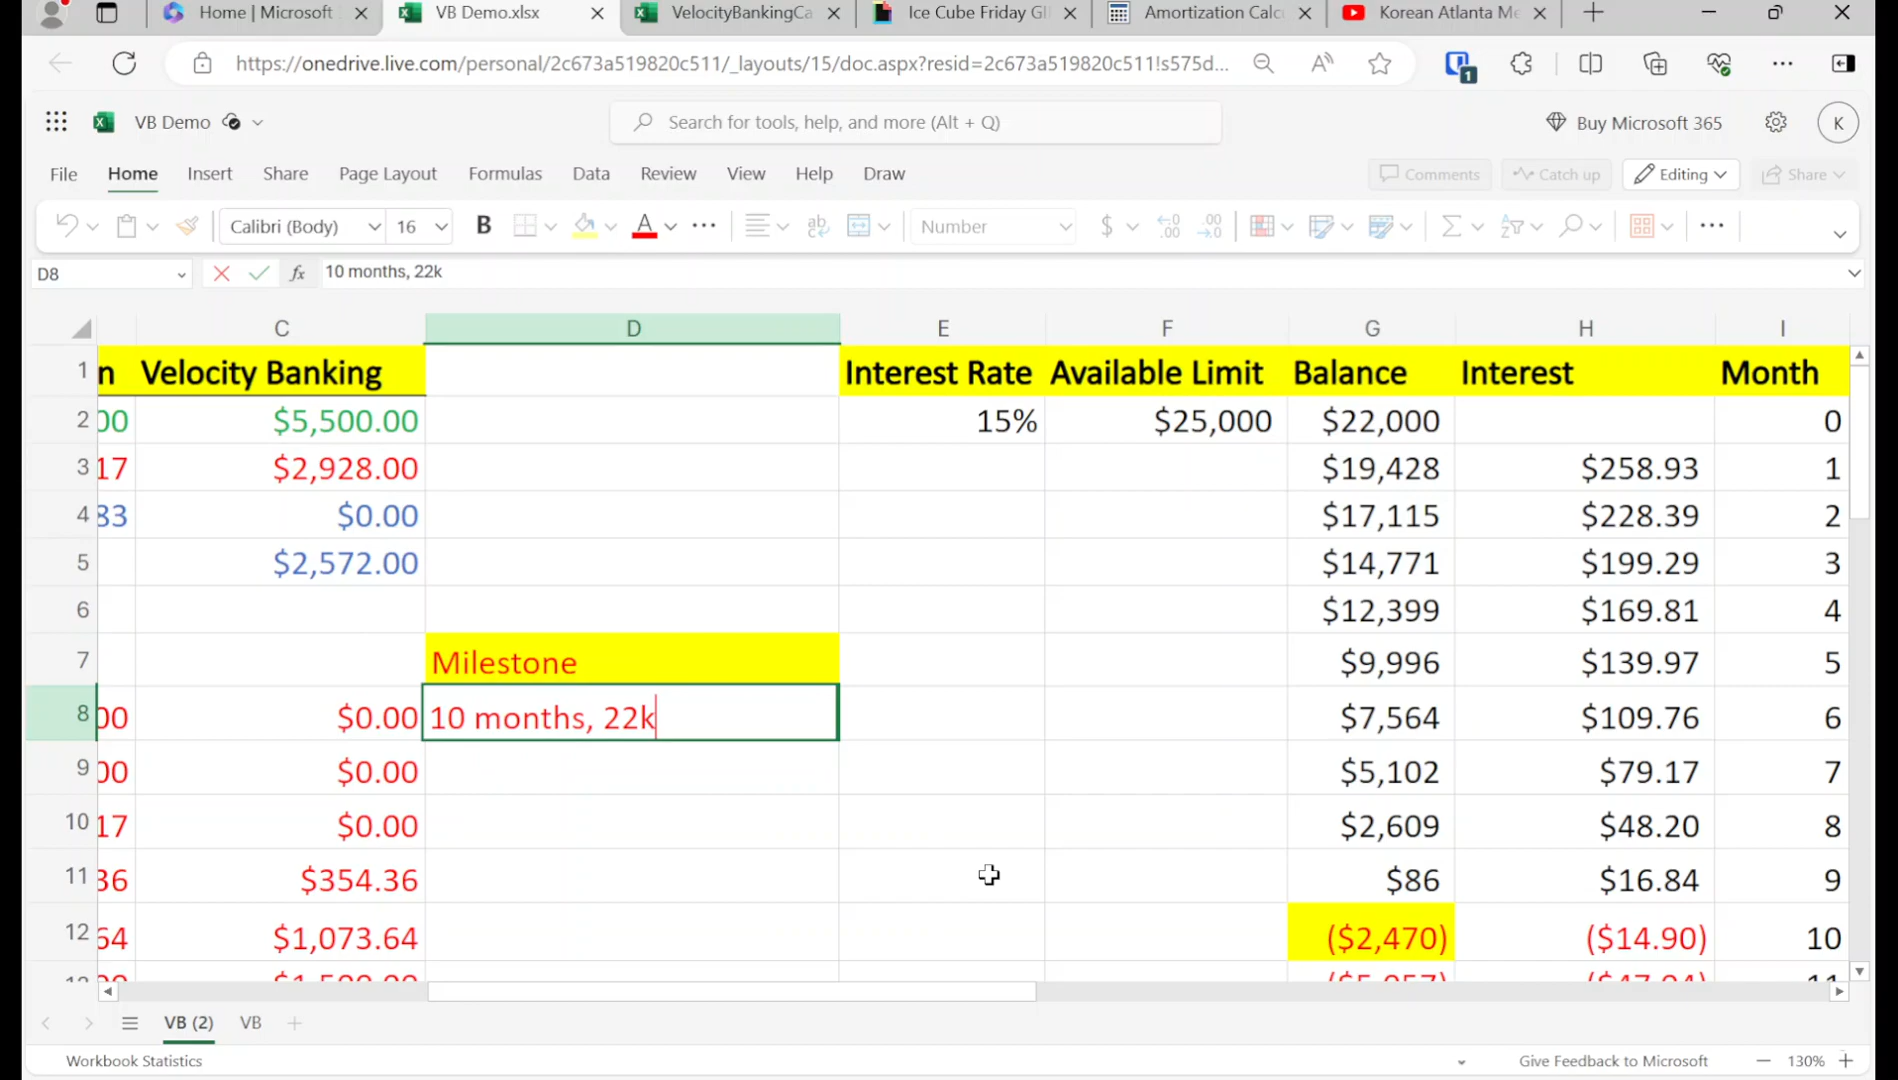 Home | Microsoft
VB Demo.xlsx
VelocityBankingCa
Ice Cube Friday GI
Amortization Calc
Korean Atlanta Me
https://onedrive.live.com/personal/2c673a519820c511/_layouts/15/doc.aspx?resid=2c673a519820c511!s575d...
1
VB Demo
Search for tools, help, and more (Alt + Q)
Buy Microsoft 365
K
File Home Insert Share Page Layout Formulas Data Review View Help Draw
Comments Catch up Editing Share
Calibri (Body) 16 B A ... ab Number $ .00
D8 fx 10 months, 22k
C D E F G H I
1 n Velocity Banking Interest Rate Available Limit Balance Interest Month
2 00 $5,500.00 15% $25,000 $22,000 0
3 17 $2,928.00 $19,428 $258.93 1
4 83 $0.00 $17,115 $228.39 2
5 $2,572.00 $14,771 $199.29 3
6 $12,399 $169.81 4
7 Milestone $9,996 $139.97 5
8 00 $0.00 10 months, 22k $7,564 $109.76 6
9 00 $0.00 $5,102 $79.17 7
10 17 $0.00 $2,609 $48.20 8
11 36 $354.36 $86 $16.84 9
12 64 $1,073.64 ($2,470) ($14.90) 10
VB (2) VB
Workbook Statistics
Give Feedback to Microsoft
130%